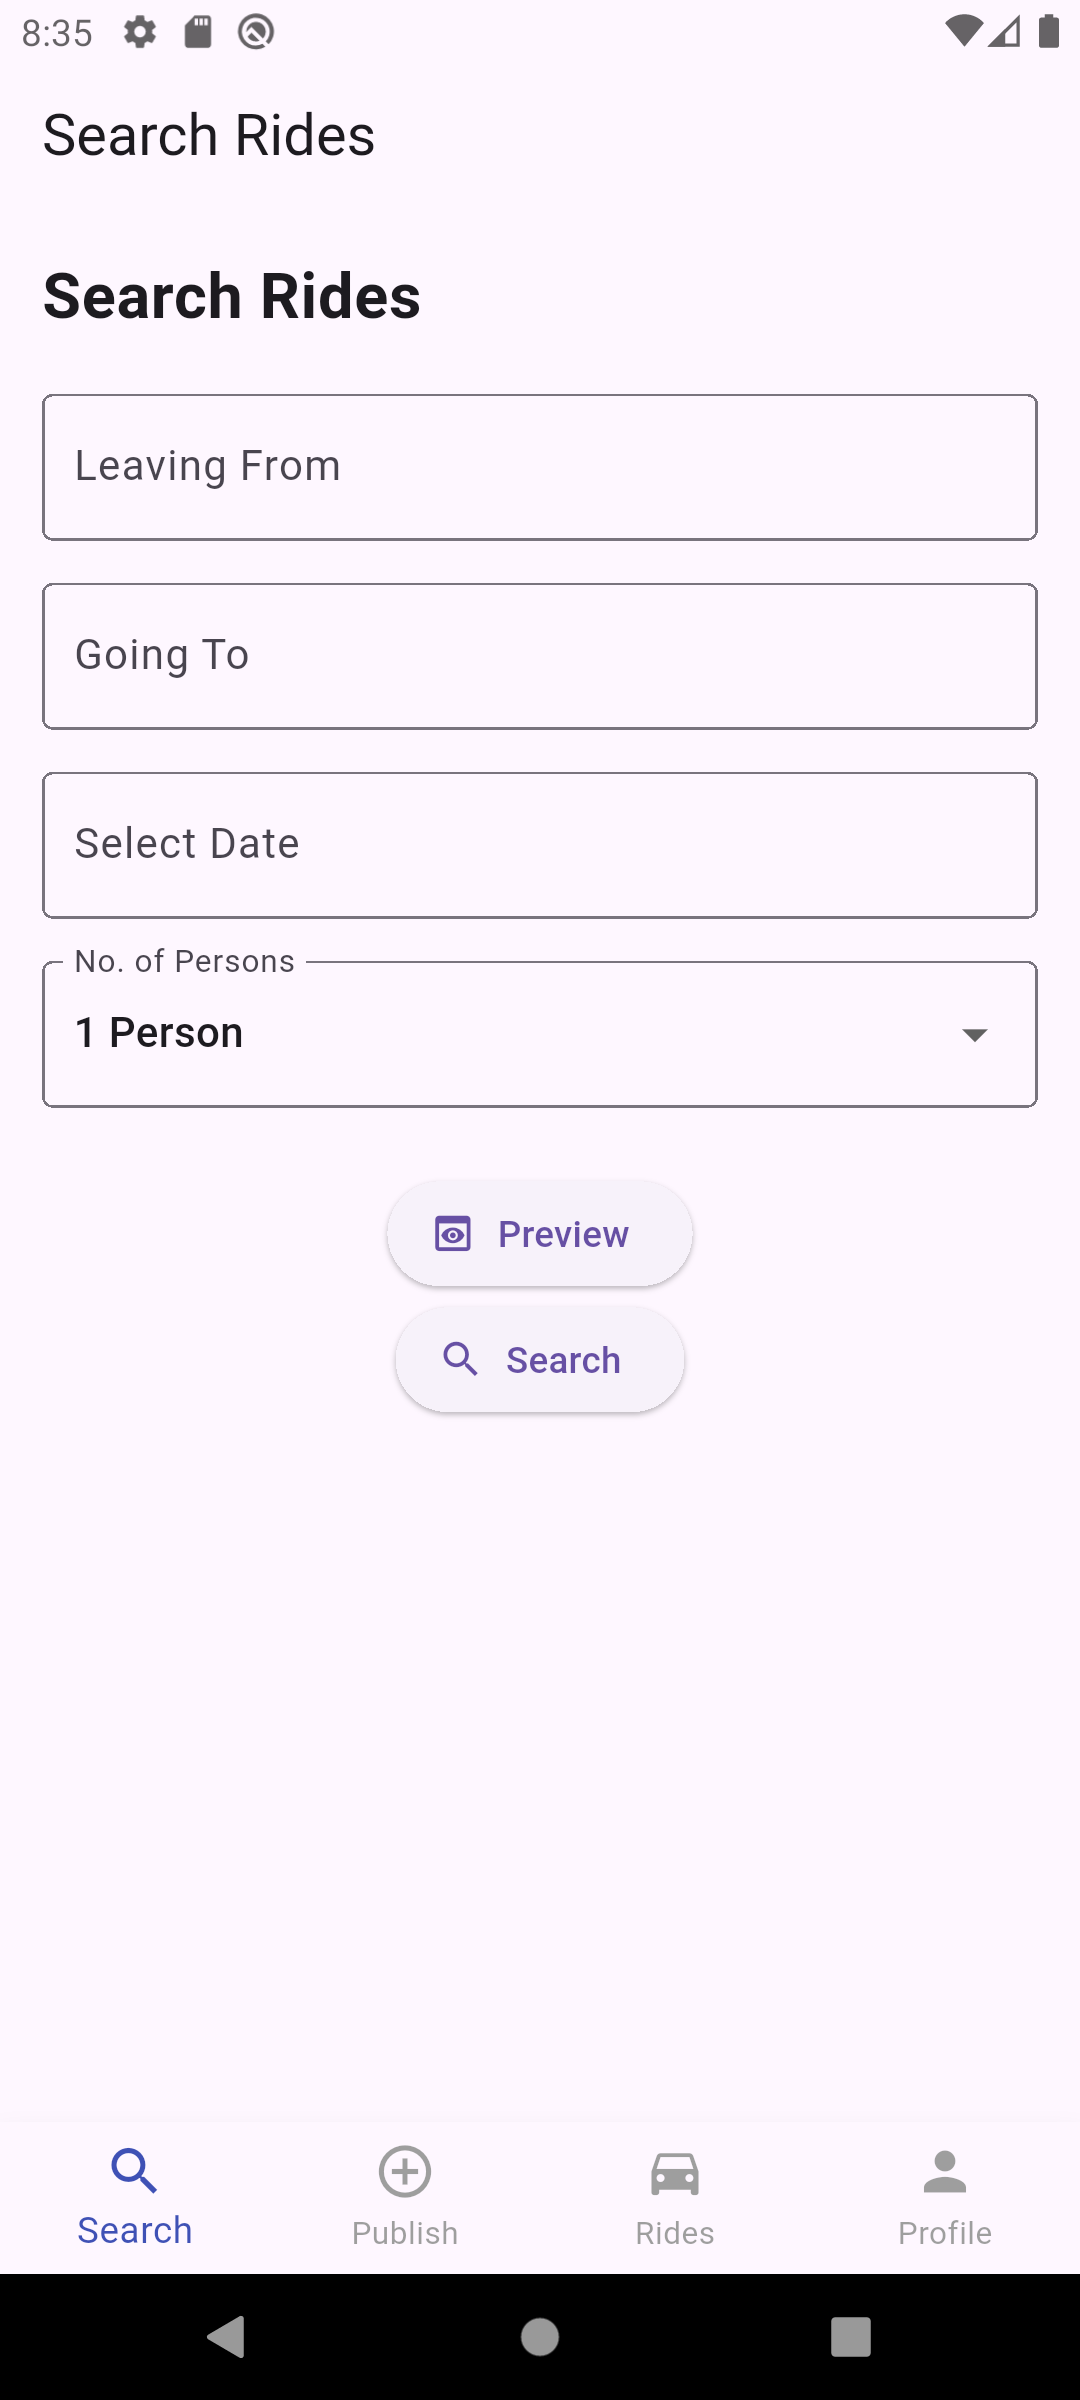 8:35
Search Rides
Search Rides
Leaving From
Going To
Select Date
No. of Persons
1 Person
Preview
Search
Search
Publish
Rides
Profile